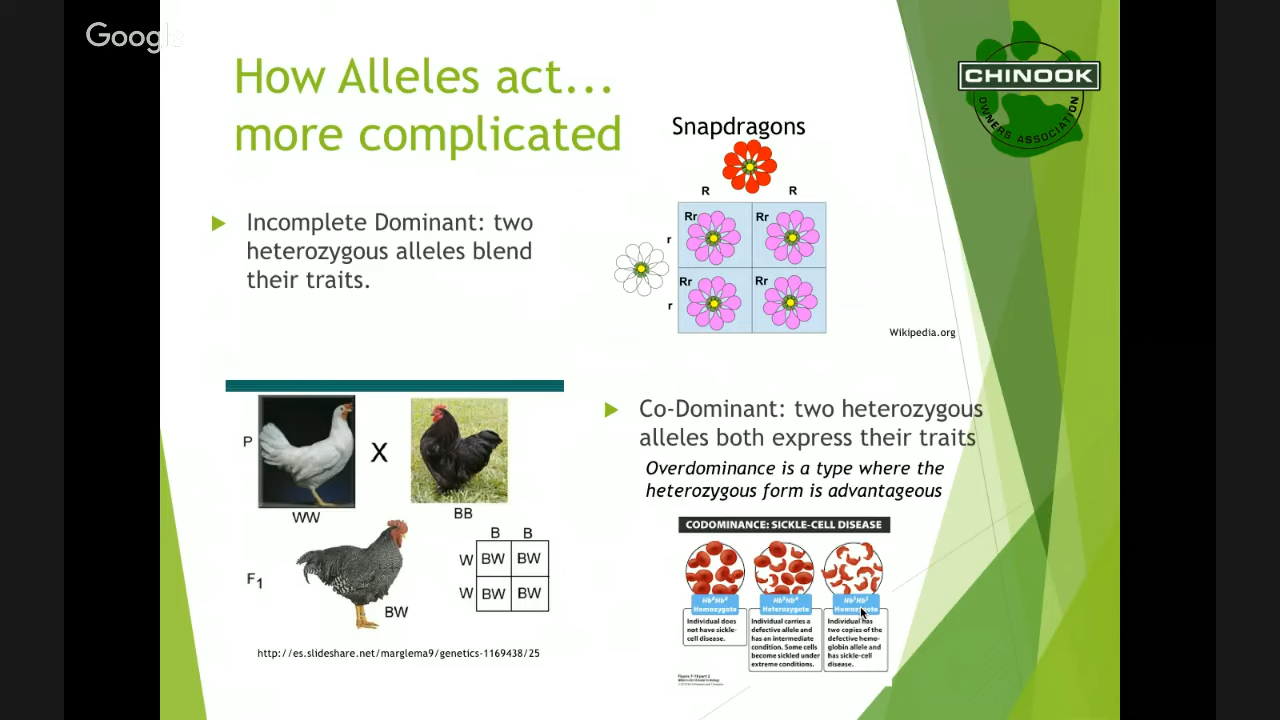 Google
How Alleles act...
more complicated
CHINOOK
OWNERS ASSOCIATION
Snapdragons
R R
Rr Rr
r
Rr Rr
r
Wikipedia.org
Incomplete Dominant: two
heterozygous alleles blend
their traits.
P
X
WW
BB
F1
BW
B B
W BW BW
W BW BW
http://es.slideshare.net/marglema9/genetics-1169438/25
Co-Dominant: two heterozygous
alleles both express their traits
Overdominance is a type where the
heterozygous form is advantageous
CODOMINANCE: SICKLE-CELL DISEASE
Homozygote
Individual does
not have sickle-
cell disease.
Heterozygote
Individual carries a
defective allele and
has an intermediate
condition. Some cells
become sickled under
extreme conditions.
Homozygote
Individual has
two copies of the
defective hemo-
globin allele and
has sickle-cell
disease.